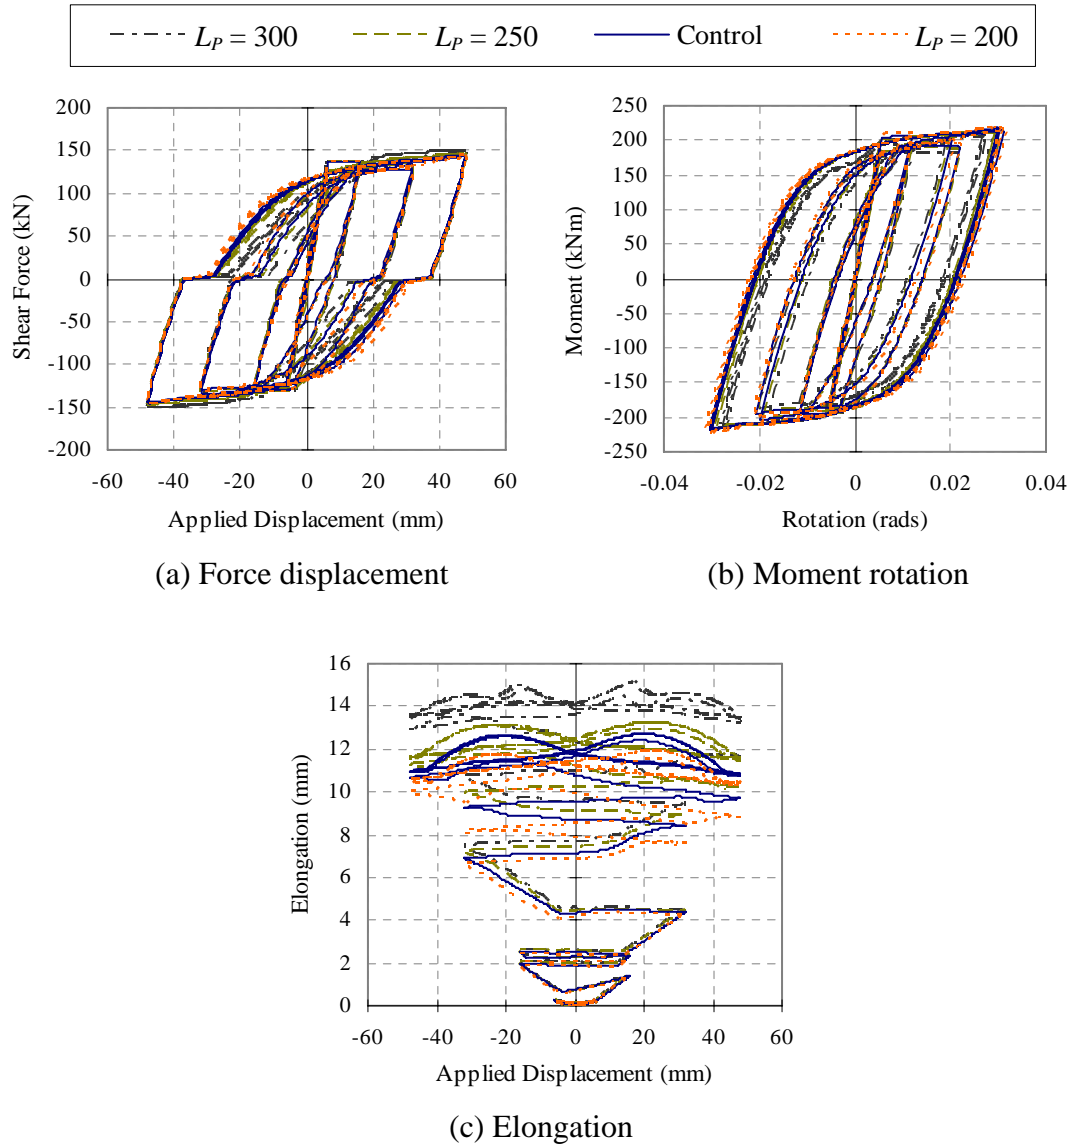 L_P = 300 L_P = 250 Control L_P = 200
200
150
100
50
0
-50
-100
-150
-200
-60 -40 -20 0 20 40 60
Shear Force (kN)
Applied Displacement (mm)
(a) Force displacement
250
200
150
100
50
0
-50
-100
-150
-200
-250
-0.04 -0.02 0 0.02 0.04
Moment (kNm)
Rotation (rads)
(b) Moment rotation
16
14
12
10
8
6
4
2
0
-60 -40 -20 0 20 40 60
Elongation (mm)
Applied Displacement (mm)
(c) Elongation